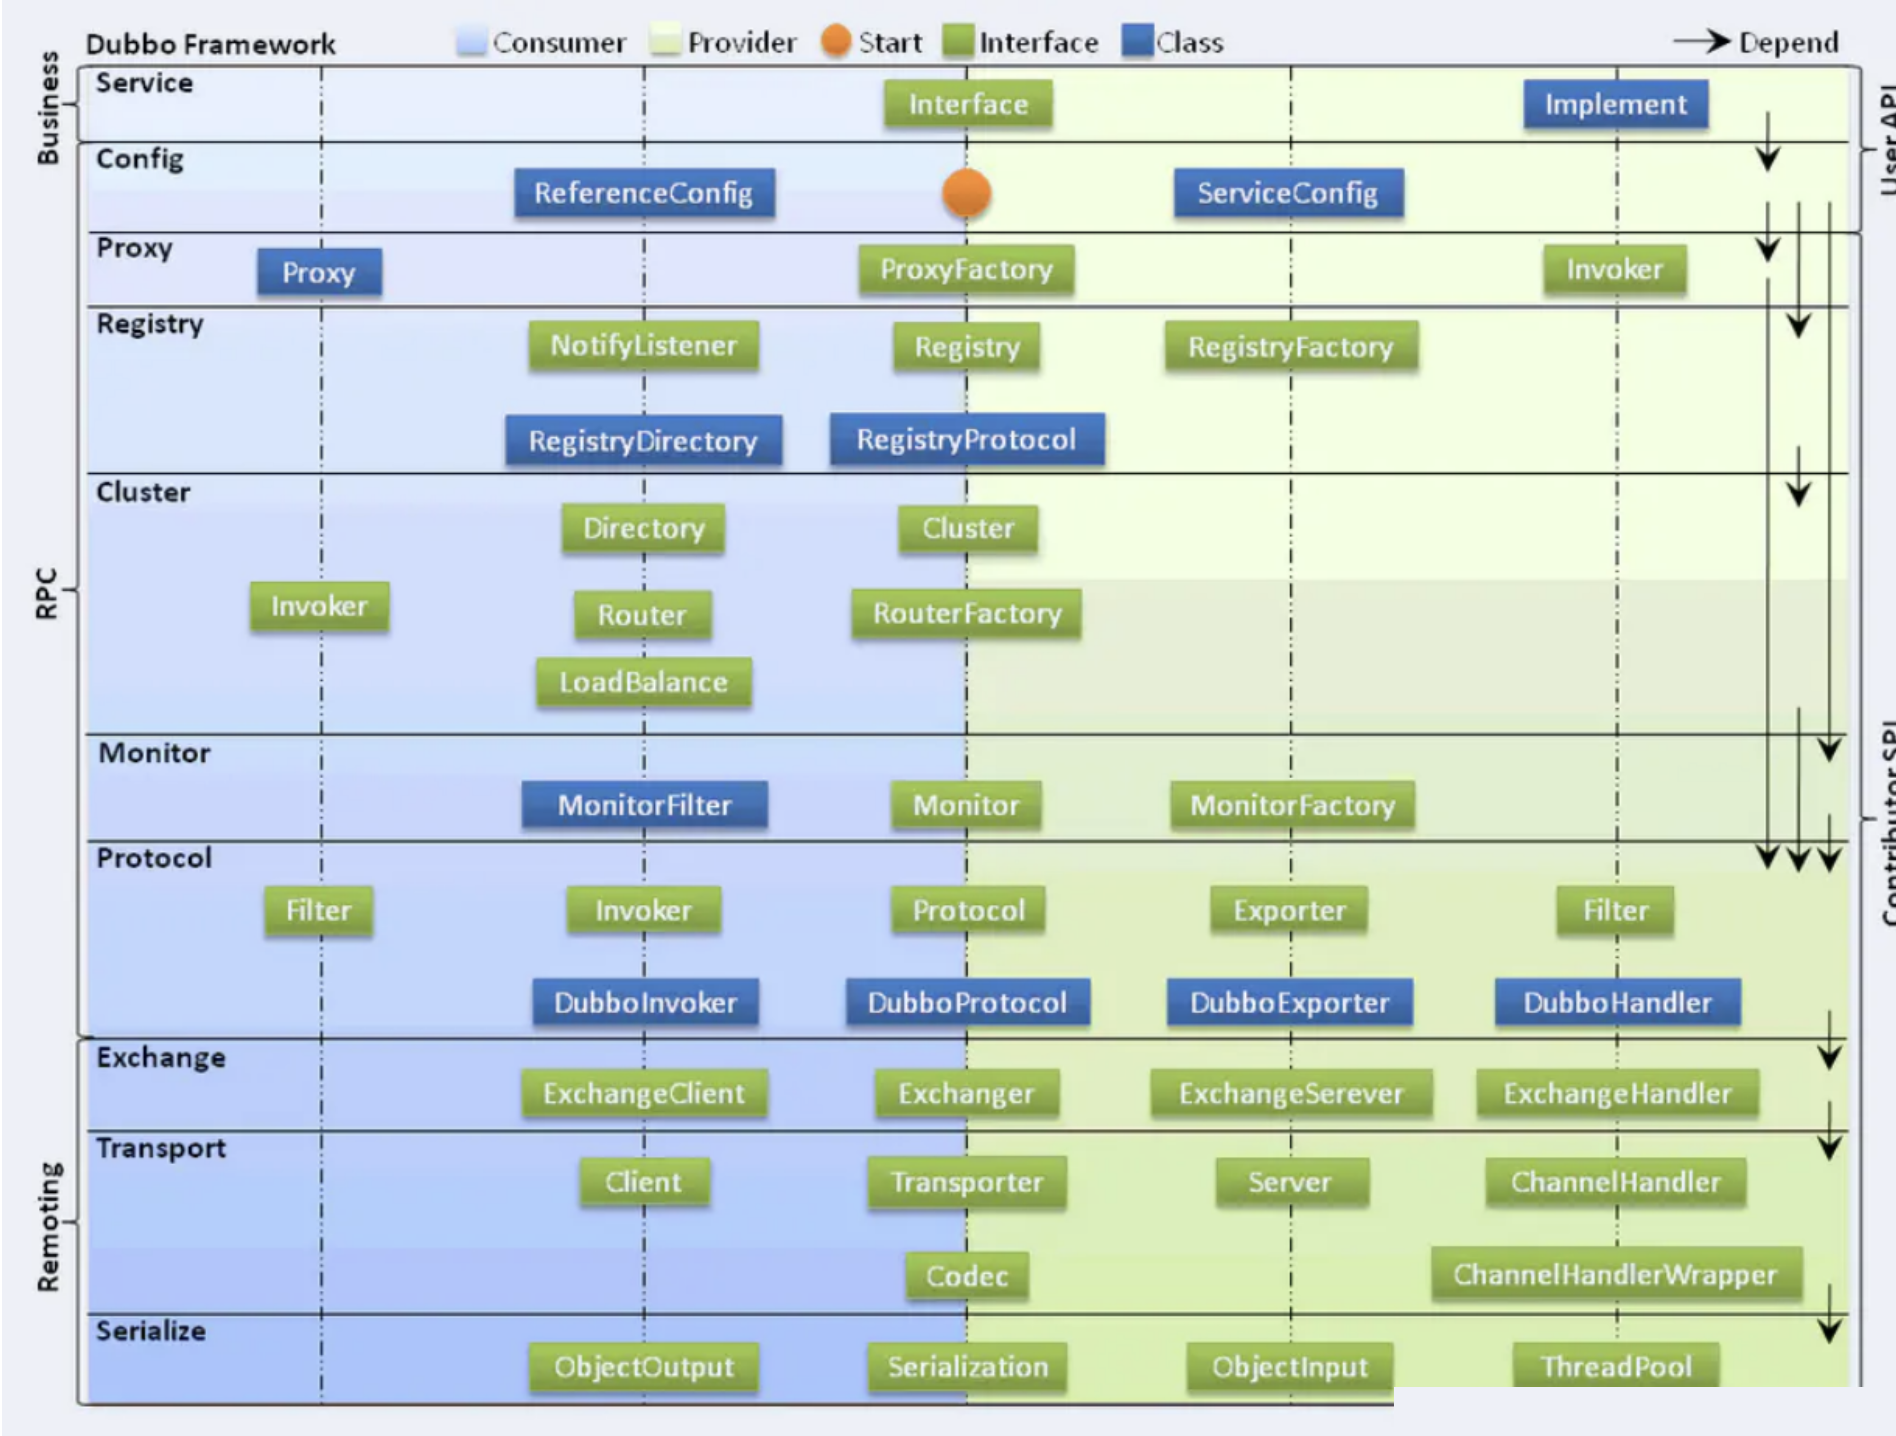 Dubbo Framework
Consumer
Provider
Start
Interface
Class
Depend
Business
User API
Service
Interface
Implement
Config
ReferenceConfig
ServiceConfig
Proxy
Proxy
ProxyFactory
Invoker
RPC
Contributor SPI
Registry
NotifyListener
Registry
RegistryFactory
RegistryDirectory
RegistryProtocol
Cluster
Directory
Cluster
Invoker
Router
RouterFactory
LoadBalance
Monitor
MonitorFilter
Monitor
MonitorFactory
Protocol
Filter
Invoker
Protocol
Exporter
Filter
DubboInvoker
DubboProtocol
DubboExporter
DubboHandler
Remoting
Exchange
ExchangeClient
Exchanger
ExchangeSerever
ExchangeHandler
Transport
Client
Transporter
Server
ChannelHandler
Codec
ChannelHandlerWrapper
Serialize
ObjectOutput
Serialization
ObjectInput
ThreadPool